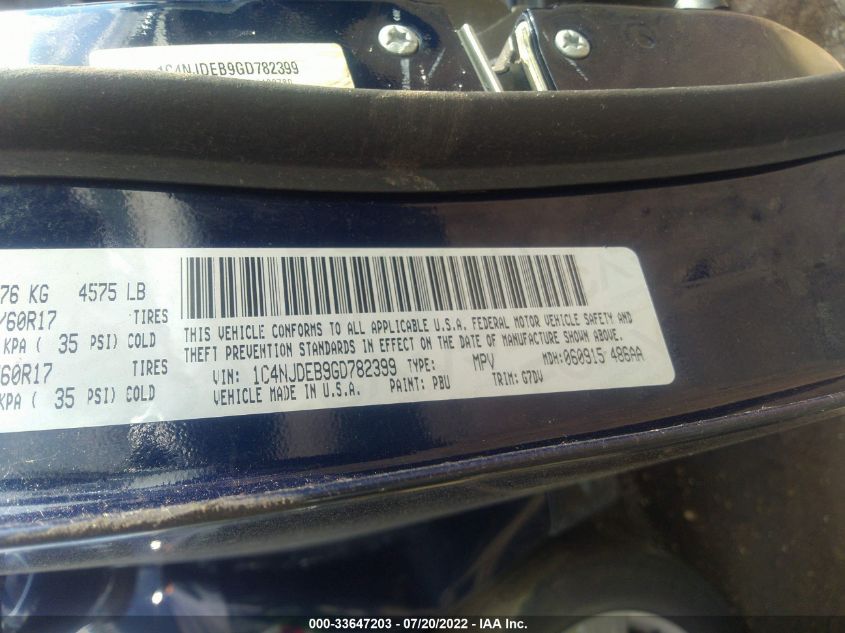 1C4NJDEB9GD782399
76 KG 4575 LB
/60R17 TIRES
KPA ( 35 PSI) COLD
/60R17 TIRES
KPA ( 35 PSI) COLD
THIS VEHICLE CONFORMS TO ALL APPLICABLE U.S.A. FEDERAL MOTOR VEHICLE SAFETY AND
THEFT PREVENTION STANDARDS IN EFFECT ON THE DATE OF MANUFACTURE SHOWN ABOVE.
VIN: 1C4NJDEB9GD782399 TYPE: MPV MDH:060915 486AA
VEHICLE MADE IN U.S.A. PAINT: PBU TRIM: G7DV
000-33647203 - 07/20/2022 - IAA Inc.